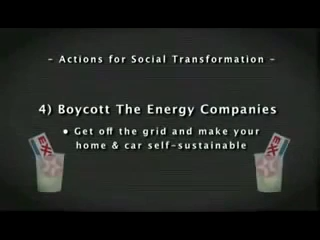 - Actions for Social Transformation -
4) Boycott The Energy Companies
• Get off the grid and make your
home & car self-sustainable